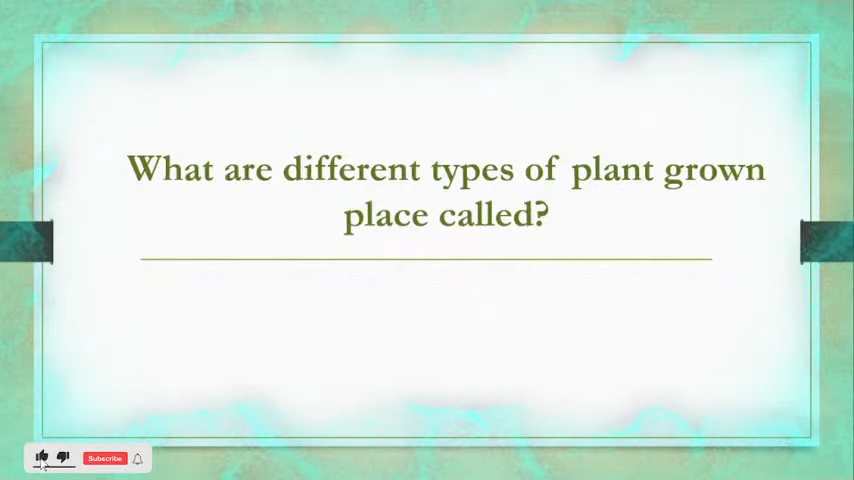 What are different types of plant grown
place called?
Subscribe